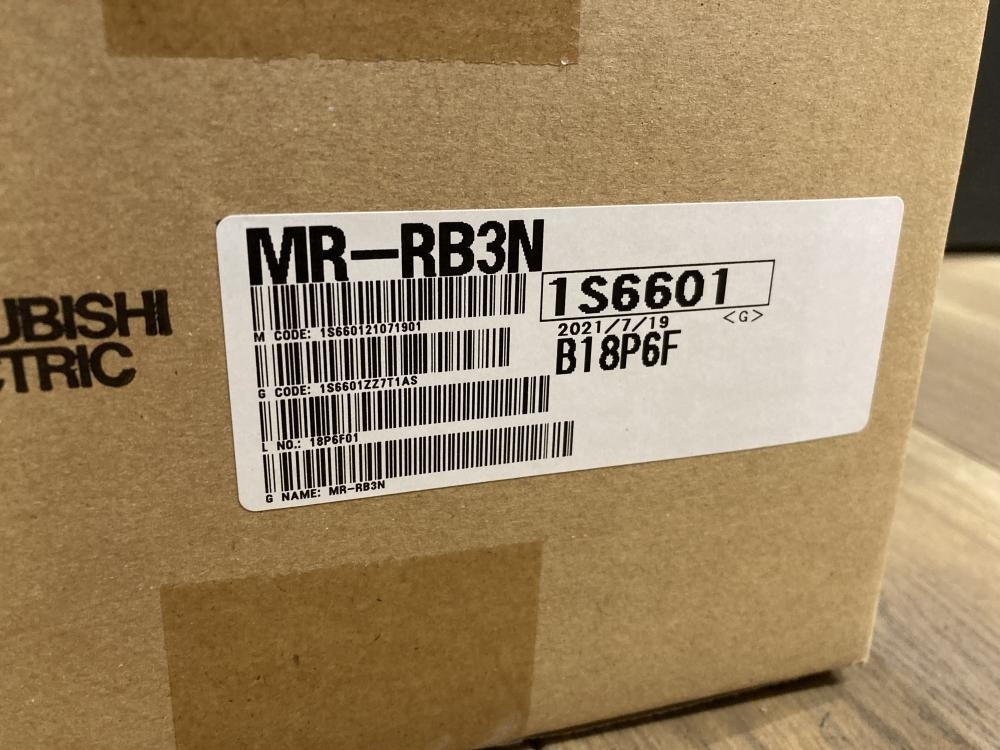 UBISHI
CTRIC
MR-RB3N
1S6601
M CODE: 1S660121071901
2021/7/19 <G>
B18P6F
G CODE: 1S6601ZZ7T1AS
L NO.: 18P6F01
G NAME: MR-RB3N